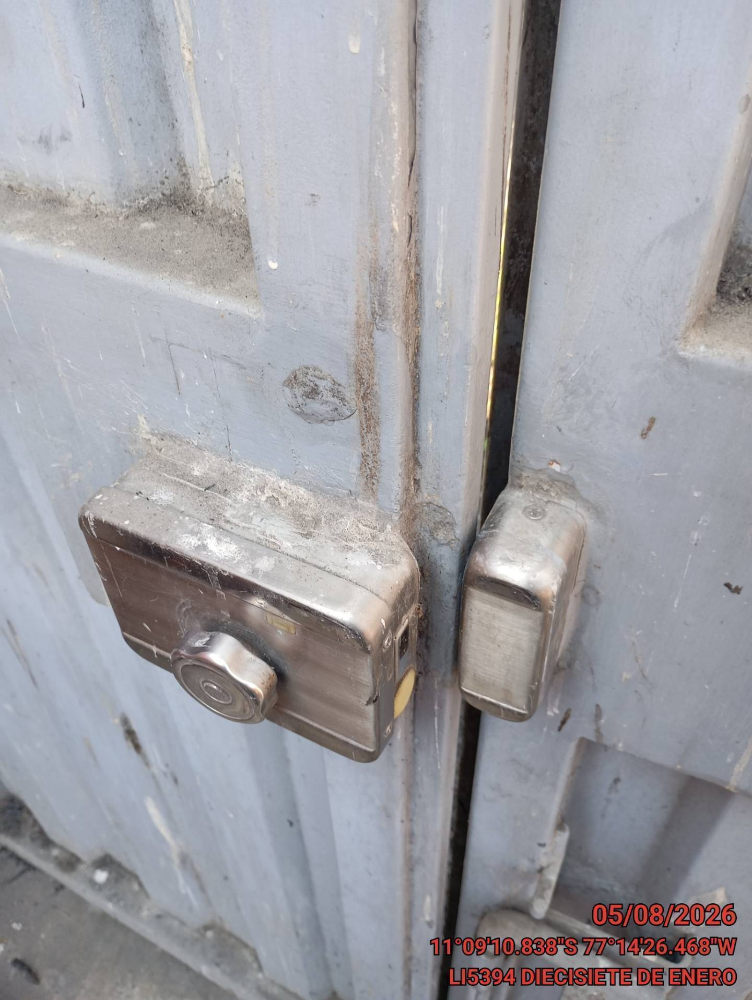 05/08/2026
11°09'10.838"S 77°14'26.468"W
LI5394 DIECISIETE DE ENERO